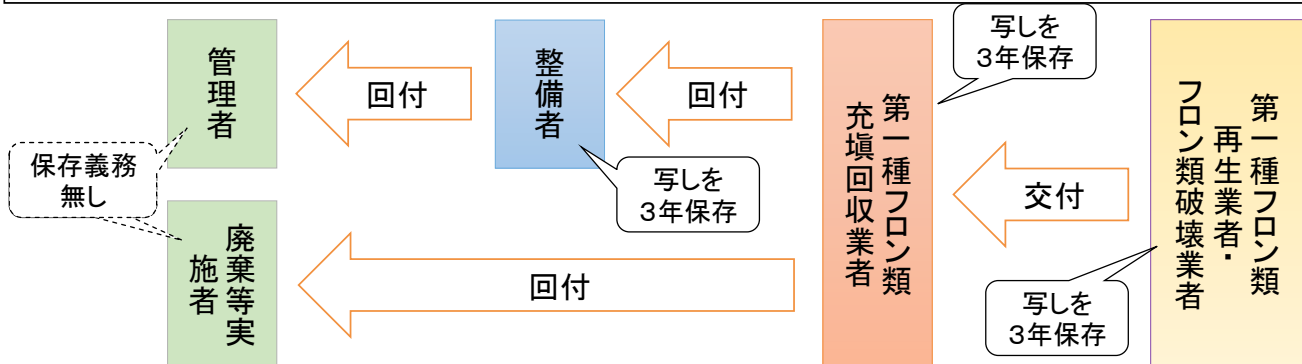 管理者
回付
整備者
回付
写しを
３年保存
第一種フロン類
充塡回収業者
交付
第一種フロン類
再生業者・
フロン類破壊業者
保存義務
無し
写しを
３年保存
廃棄等実
施者
回付
写しを
３年保存